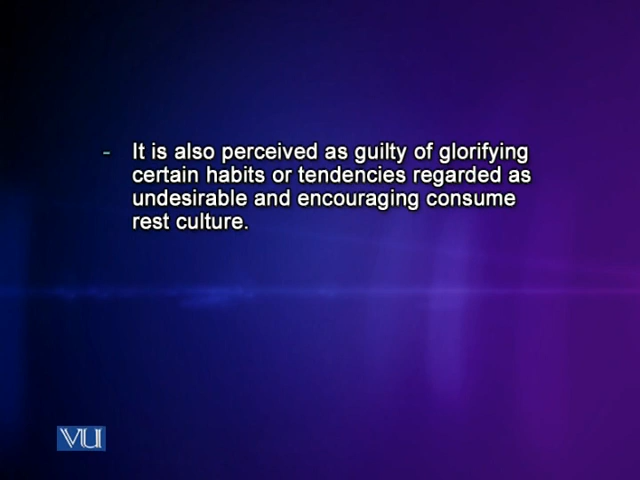 - It is also perceived as guilty of glorifying
certain habits or tendencies regarded as
undesirable and encouraging consume
rest culture.
VU